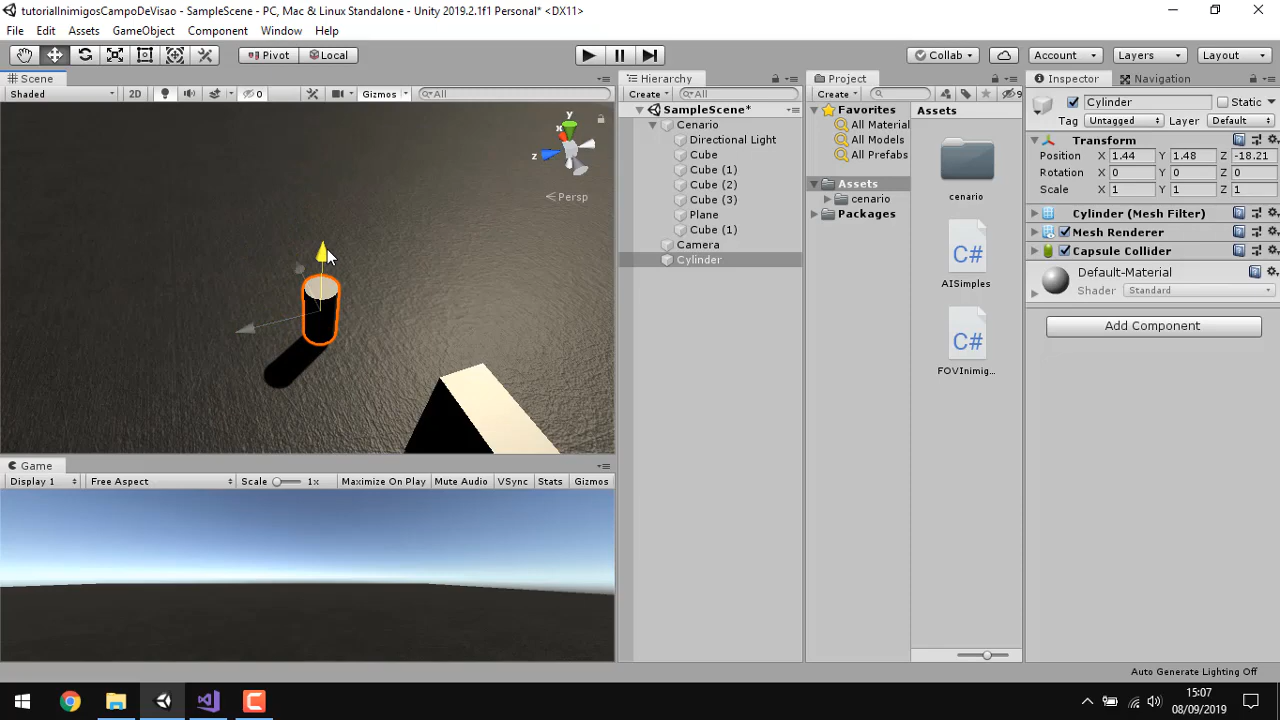 tutorialInimigosCampoDeVisao - SampleScene - PC, Mac & Linux Standalone - Unity 2019.2.1f1 Personal* <DX11>
File Edit Assets GameObject Component Window Help
Pivot Local Collab Account Layers Layout
Scene Hierarchy Project Inspector Navigation
Shaded 2D 0 Gizmos All Create All Create 9 Cylinder Static
SampleScene* Favorites Assets Tag Untagged Layer Default
Cenario All Material
Directional Light All Models Transform
Cube All Prefabs Position X 1.44 Y 1.48 Z -18.21
Cube (1) Rotation X 0 Y 0 Z 0
Cube (2) Assets Scale X 1 Y 1 Z 1
Cube (3) cenario cenario
Plane Packages Cylinder (Mesh Filter)
Cube (1) Mesh Renderer
Camera Capsule Collider
Cylinder C# Default-Material
AISimples Shader Standard
y x z
Persp
Add Component
C#
FOVInimig...
Game
Display 1 Free Aspect Scale 1x Maximize On Play Mute Audio VSync Stats Gizmos
Auto Generate Lighting Off
15:07
08/09/2019